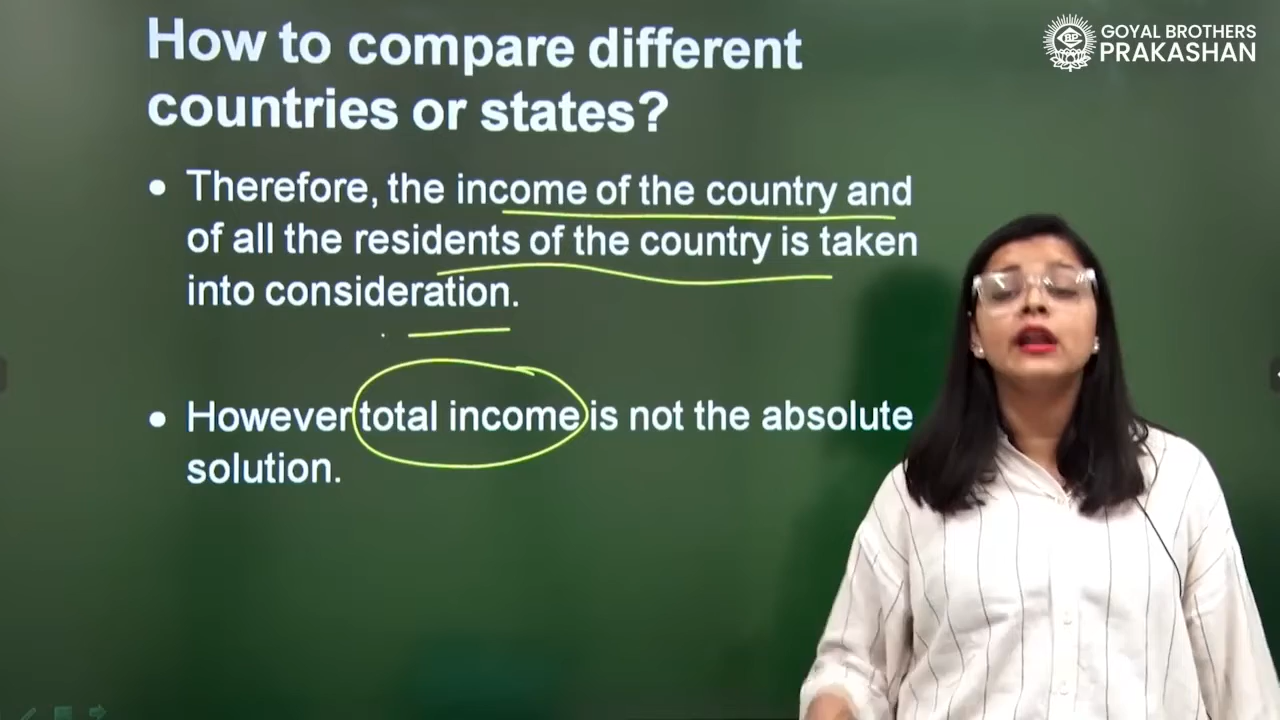 How to compare different
countries or states?
GOYAL BROTHERS
PRAKASHAN
• Therefore, the income of the country and
of all the residents of the country is taken
into consideration.
• However total income is not the absolute
solution.